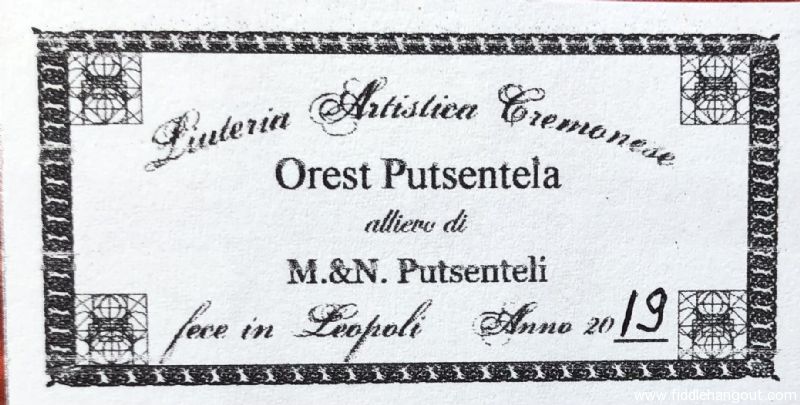 Liuteria Artistica Cremonese
Orest Putsentela
allievo di
M.&N. Putsenteli
fece in Leopoli Anno 2019
www.fiddlehangout.com